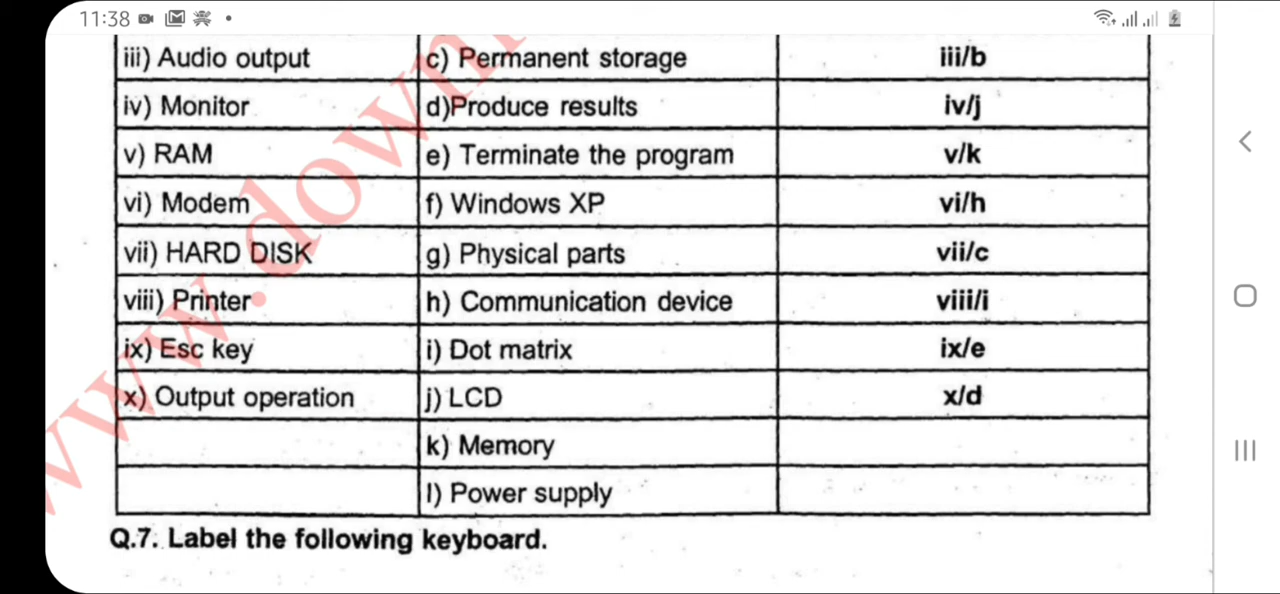 11:38
iii) Audio output c) Permanent storage iii/b
iv) Monitor d)Produce results iv/j
v) RAM e) Terminate the program v/k
vi) Modem f) Windows XP vi/h
vii) HARD DISK g) Physical parts vii/c
viii) Printer h) Communication device viii/i
ix) Esc key i) Dot matrix ix/e
x) Output operation j) LCD x/d
k) Memory
l) Power supply
Q.7. Label the following keyboard.
www.down